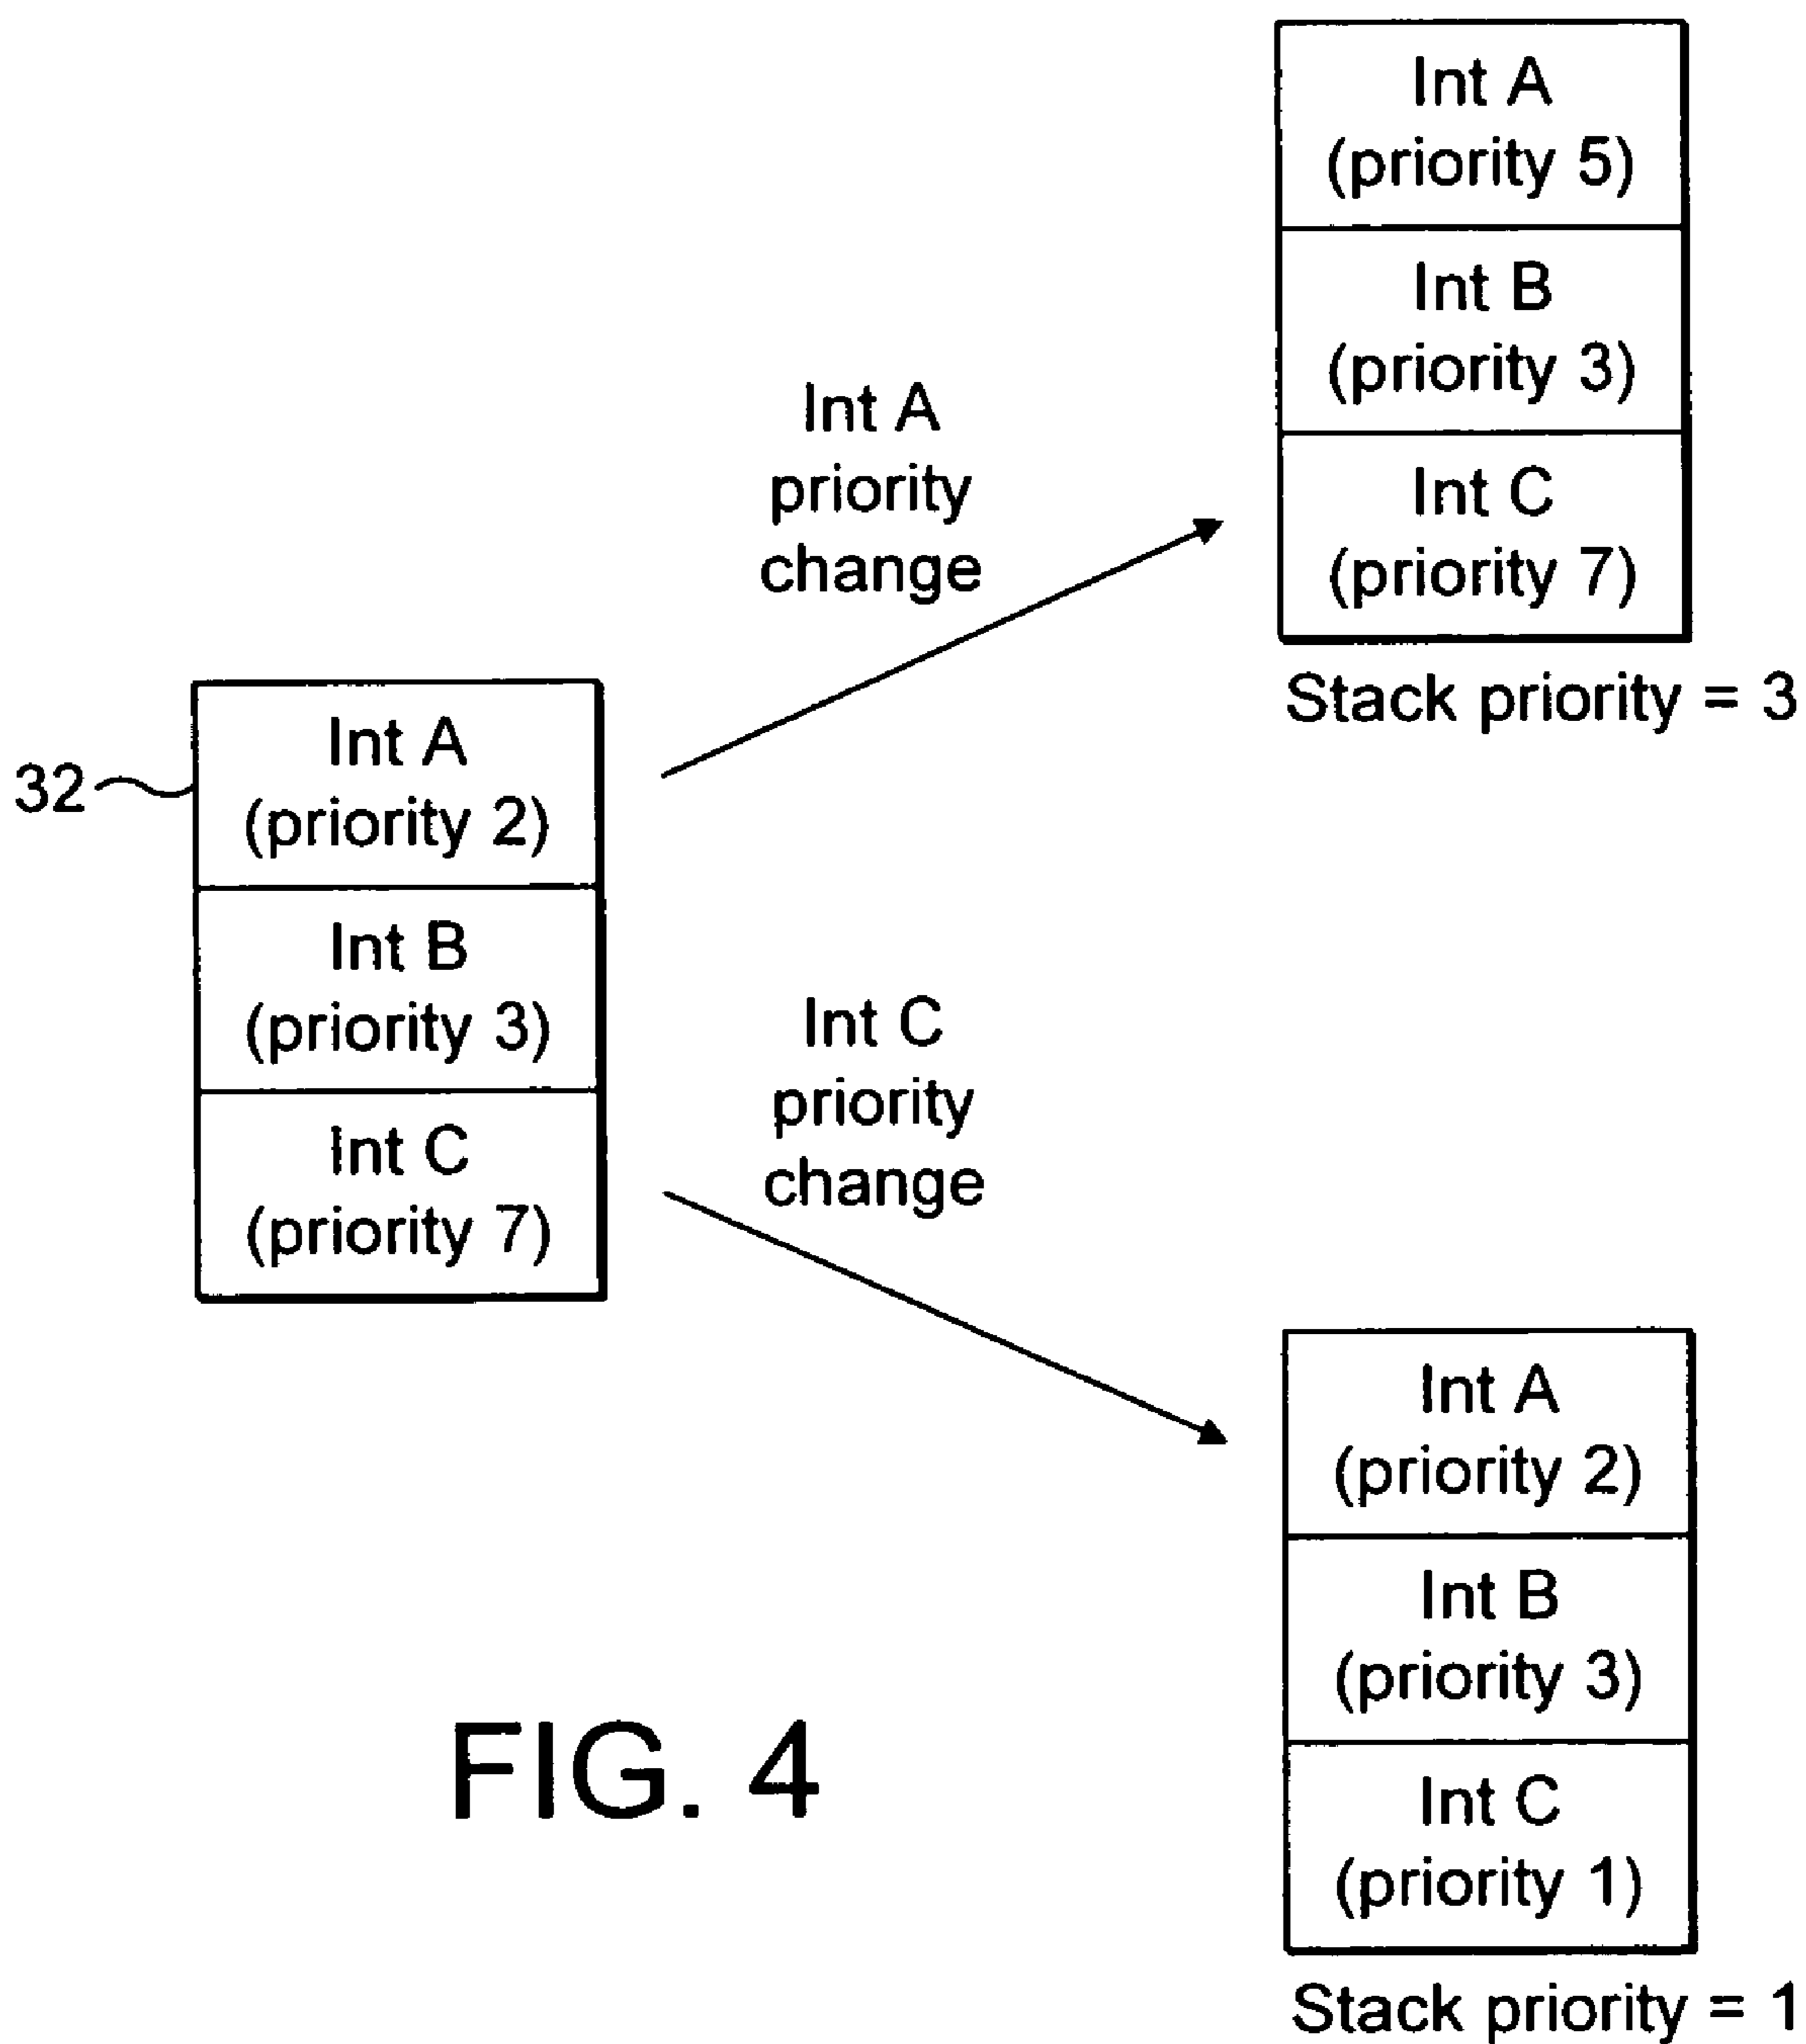 Int A
(priority 5)
Int B
(priority 3)
Int C
(priority 7)
Stack priority = 3
Int A
priority
change
32
Int A
(priority 2)
Int B
(priority 3)
Int C
(priority 7)
Int C
priority
change
Int A
(priority 2)
Int B
(priority 3)
Int C
(priority 1)
Stack priority = 1
FIG. 4